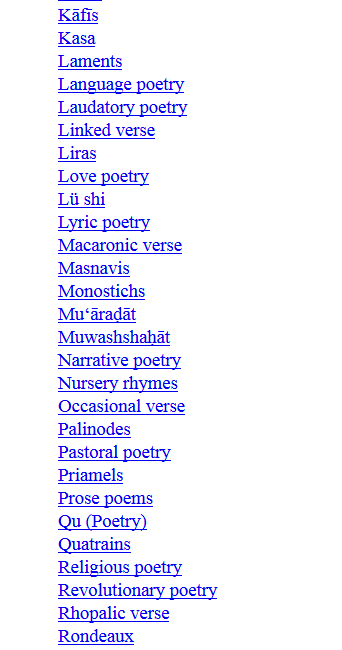 Kāfīs
Kasa
Laments
Language poetry
Laudatory poetry
Linked verse
Liras
Love poetry
Lü shi
Lyric poetry
Macaronic verse
Masnavis
Monostichs
Mu‘āraḍāt
Muwashshaḥāt
Narrative poetry
Nursery rhymes
Occasional verse
Palinodes
Pastoral poetry
Priamels
Prose poems
Qu (Poetry)
Quatrains
Religious poetry
Revolutionary poetry
Rhopalic verse
Rondeaux